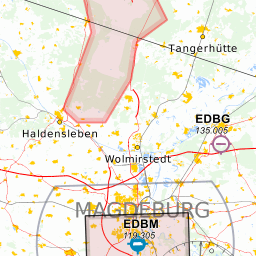 Tangerhütte
EDBG
135.005
Haldensleben
Wolmirstedt
MAGDEBURG
EDBM
119.305